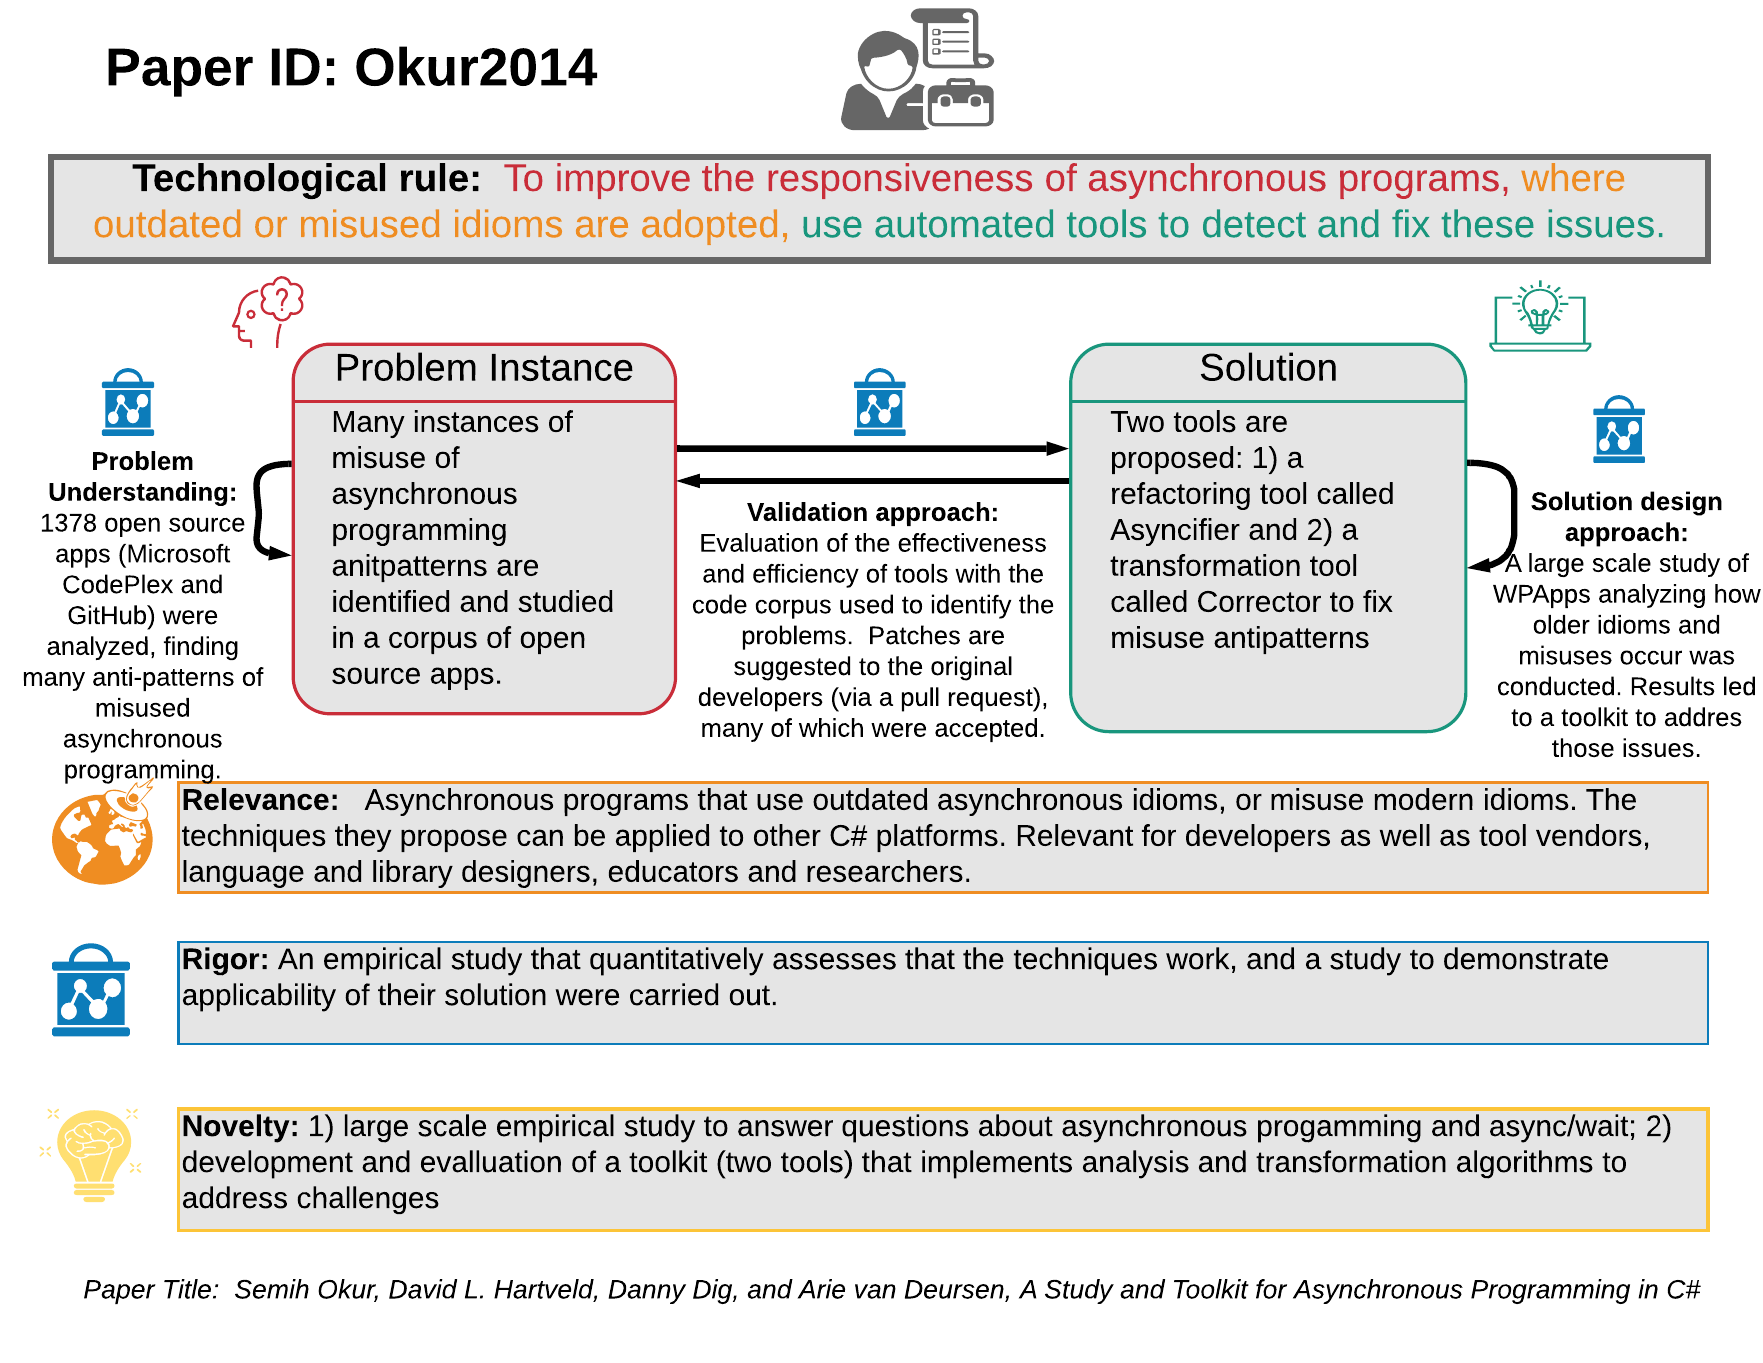 Paper ID: Okur2014
Technological rule:  To improve the responsiveness of asynchronous programs, where
outdated or misused idioms are adopted, use automated tools to detect and fix these issues.
Problem
Understanding:
1378 open source
apps (Microsoft
CodePlex and
GitHub) were
analyzed, finding
many anti-patterns of
misused
asynchronous
programming.
Problem Instance
Many instances of
misuse of
asynchronous
programming
anitpatterns are
identified and studied
in a corpus of open
source apps.
Validation approach:
Evaluation of the effectiveness
and efficiency of tools with the
code corpus used to identify the
problems.  Patches are
suggested to the original
developers (via a pull request),
many of which were accepted.
Solution
Two tools are
proposed: 1) a
refactoring tool called
Asyncifier and 2) a
transformation tool
called Corrector to fix
misuse antipatterns
Solution design
approach:
A large scale study of
WPApps analyzing how
older idioms and
misuses occur was
conducted. Results led
to a toolkit to addres
those issues.
Relevance:   Asynchronous programs that use outdated asynchronous idioms, or misuse modern idioms. The
techniques they propose can be applied to other C# platforms. Relevant for developers as well as tool vendors,
language and library designers, educators and researchers.
Rigor: An empirical study that quantitatively assesses that the techniques work, and a study to demonstrate
applicability of their solution were carried out.
Novelty: 1) large scale empirical study to answer questions about asynchronous progamming and async/wait; 2)
development and evalluation of a toolkit (two tools) that implements analysis and transformation algorithms to
address challenges
Paper Title:  Semih Okur, David L. Hartveld, Danny Dig, and Arie van Deursen, A Study and Toolkit for Asynchronous Programming in C#